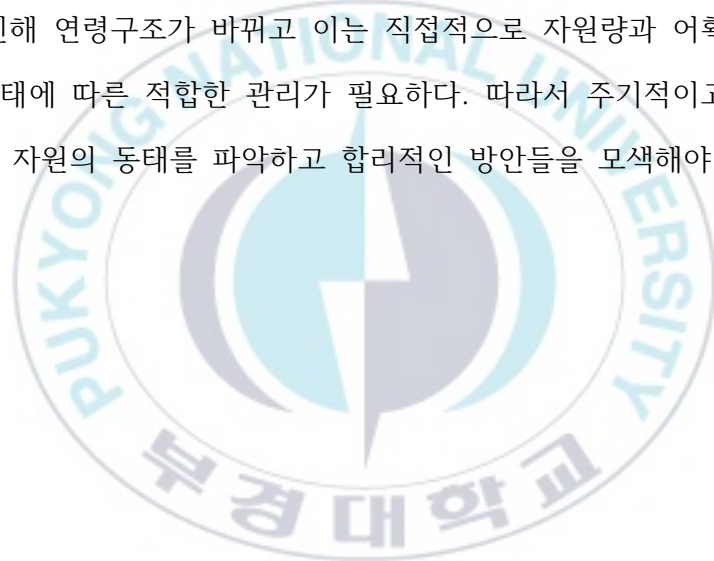 연령구조가 바뀌고 이는 직접적으로 자원량과 어획
태에 따른 적합한 관리가 필요하다. 따라서 주기적이고
자원의 동태를 파악하고 합리적인 방안들을 모색해야
PUKYONG NATIONAL UNIVERSITY
부경대학교